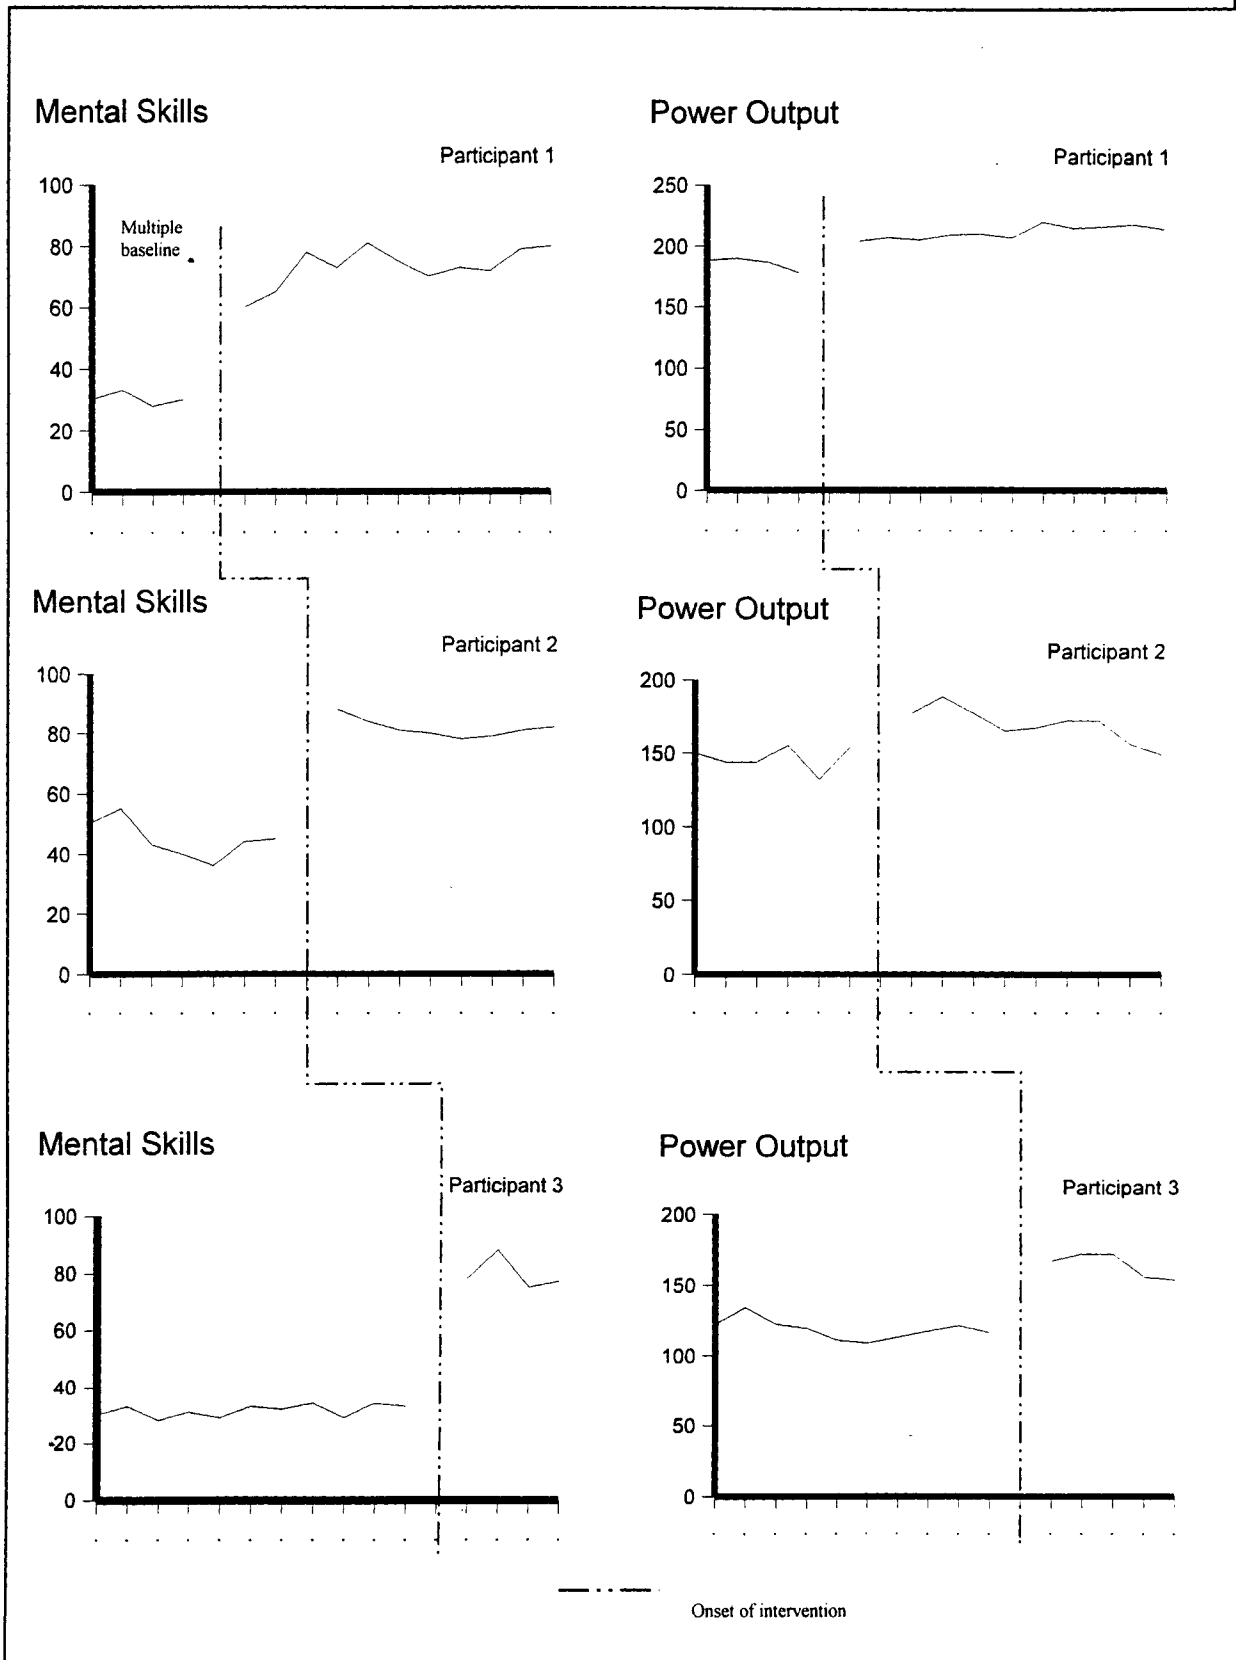 Mental Skills
Participant 1
Multiple
baseline
100
80
60
40
20
0
Power Output
Participant 1
250
200
150
100
50
0
Mental Skills
Participant 2
100
80
60
40
20
0
Power Output
Participant 2
200
150
100
50
0
Mental Skills
Participant 3
100
80
60
40
20
0
Power Output
Participant 3
200
150
100
50
0
Onset of intervention